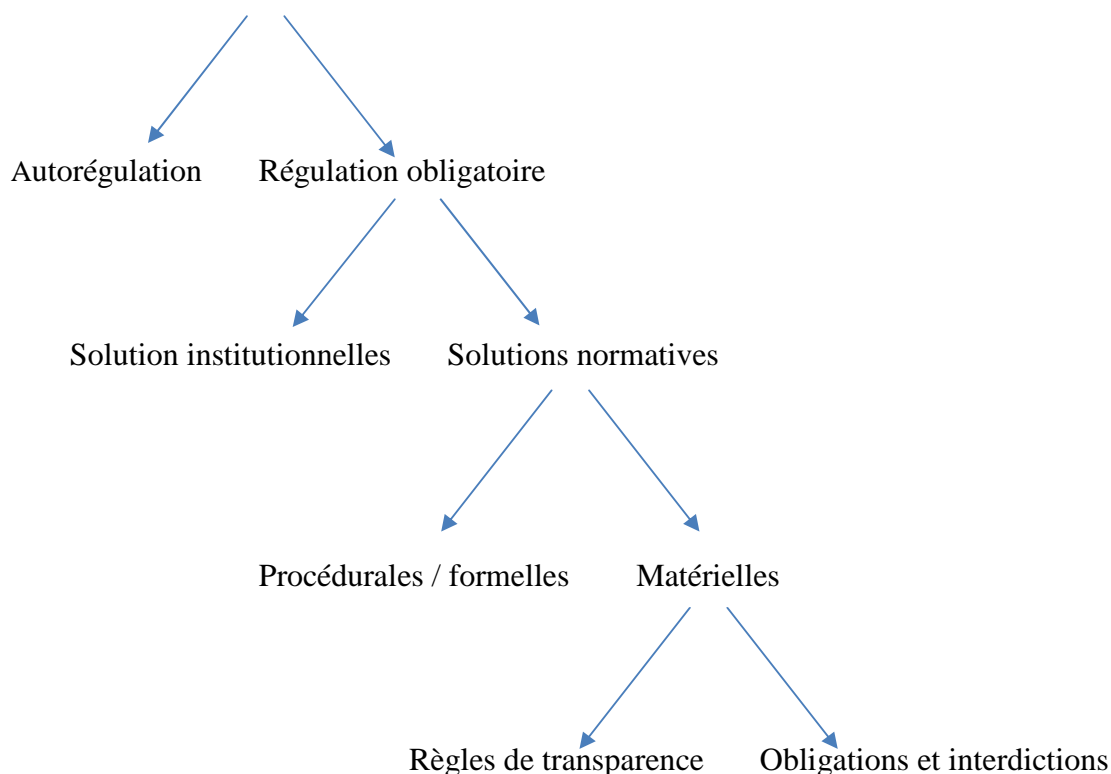 Autorégulation Régulation obligatoire
Solution institutionnelles Solutions normatives
Procédurales / formelles Matérielles
Règles de transparence Obligations et interdictions